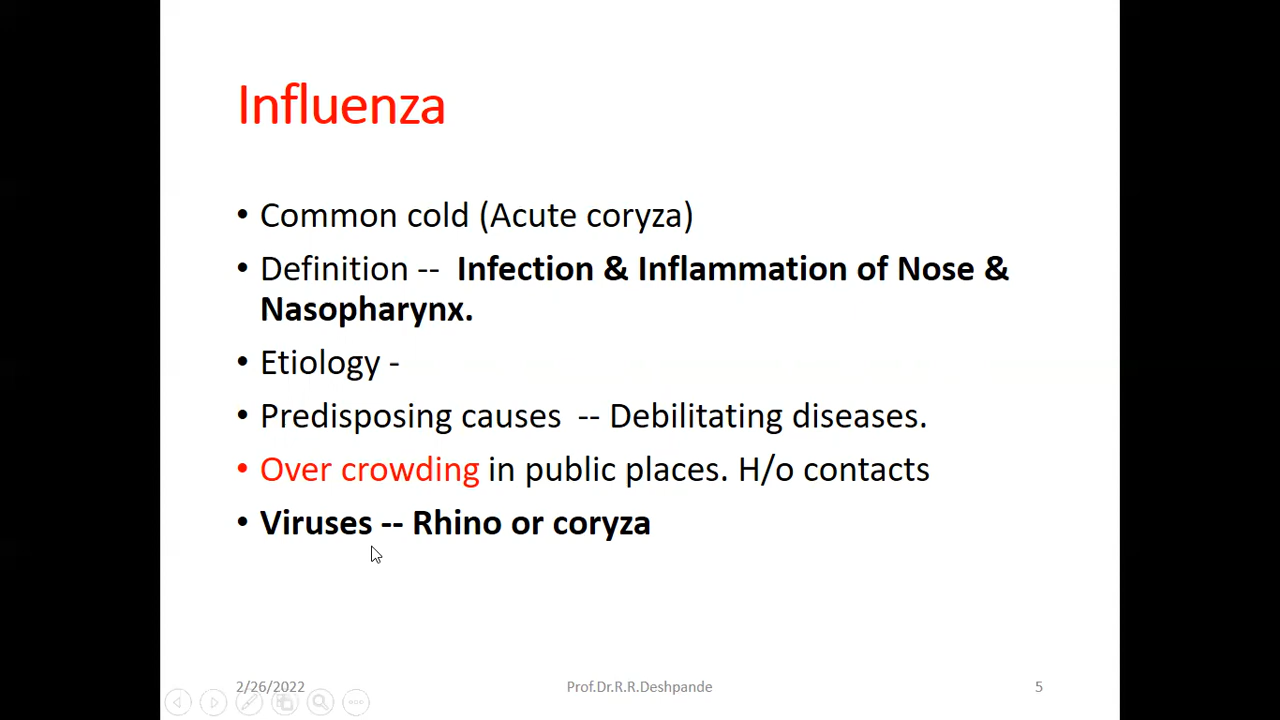 Influenza
• Common cold (Acute coryza)
• Definition -- Infection & Inflammation of Nose &
Nasopharynx.
• Etiology -
• Predisposing causes -- Debilitating diseases.
• Over crowding in public places. H/o contacts
• Viruses -- Rhino or coryza
2/26/2022
Prof.Dr.R.R.Deshpande
5